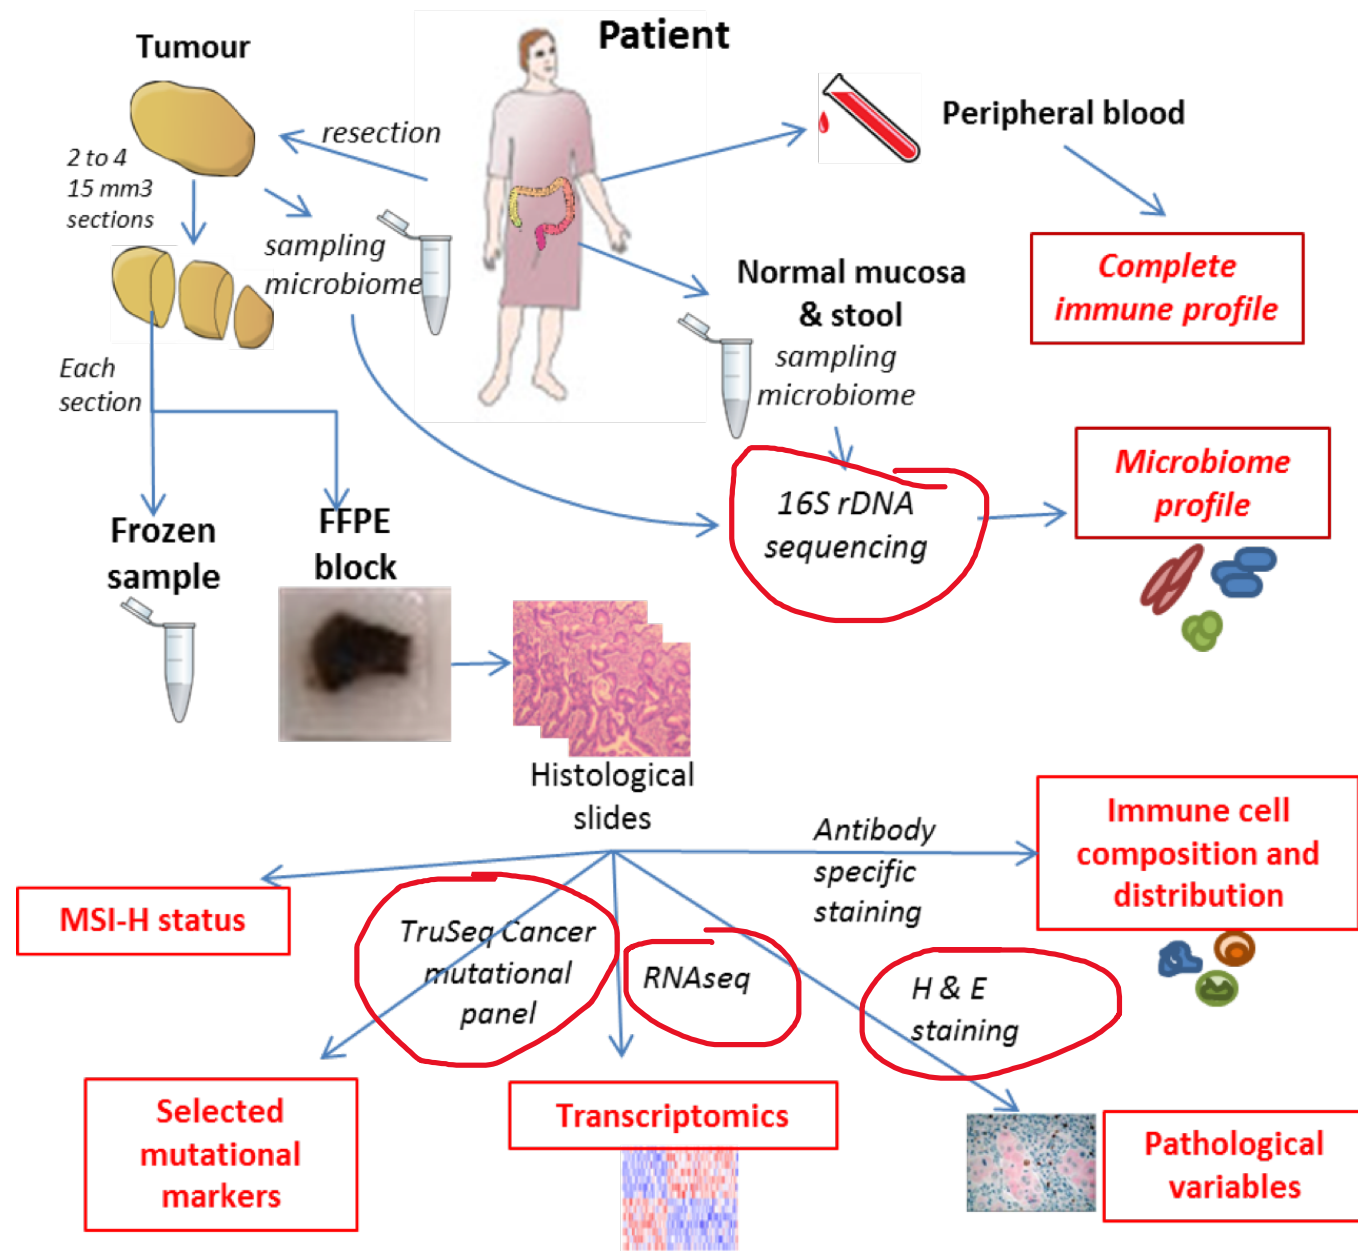 Tumour
Patient
resection
Peripheral blood
2 to 4
15 mm3
sections
sampling
microbiome
Normal mucosa
& stool
sampling
microbiome
Complete
immune profile
Each
section
Microbiome
profile
16S rDNA
sequencing
Frozen
sample
FFPE
block
Histological
slides
Antibody
specific
staining
Immune cell
composition and
distribution
MSI-H status
TruSeq Cancer
mutational
panel
RNAseq
H & E
staining
Selected
mutational
markers
Transcriptomics
Pathological
variables